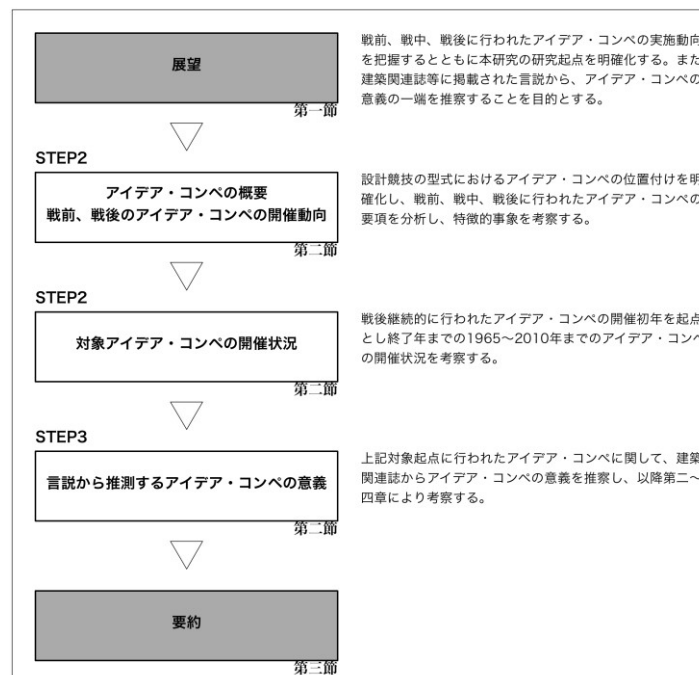 展望
第一節
戦前、戦中、戦後に行われたアイデア・コンペの実施動向
を把握するとともに本研究の研究起点を明確化する。また
建築関連誌等に掲載された言説から、アイデア・コンペの
意義の一端を推察することを目的とする。
STEP2
アイデア・コンペの概要
戦前、戦後のアイデア・コンペの開催動向
第二節
設計競技の型式におけるアイデア・コンペの位置付けを明
確化し、戦前、戦中、戦後に行われたアイデア・コンペの
要項を分析し、特徴的事象を考察する。
STEP2
対象アイデア・コンペの開催状況
第二節
戦後継続的に行われたアイデア・コンペの開催初年を起点
とし終了年までの1965〜2010年までのアイデア・コンペ
の開催状況を考察する。
STEP3
言説から推測するアイデア・コンペの意義
第二節
上記対象起点に行われたアイデア・コンペに関して、建築
関連誌からアイデア・コンペの意義を推察し、以降第二〜
四章により考察する。
要約
第三節